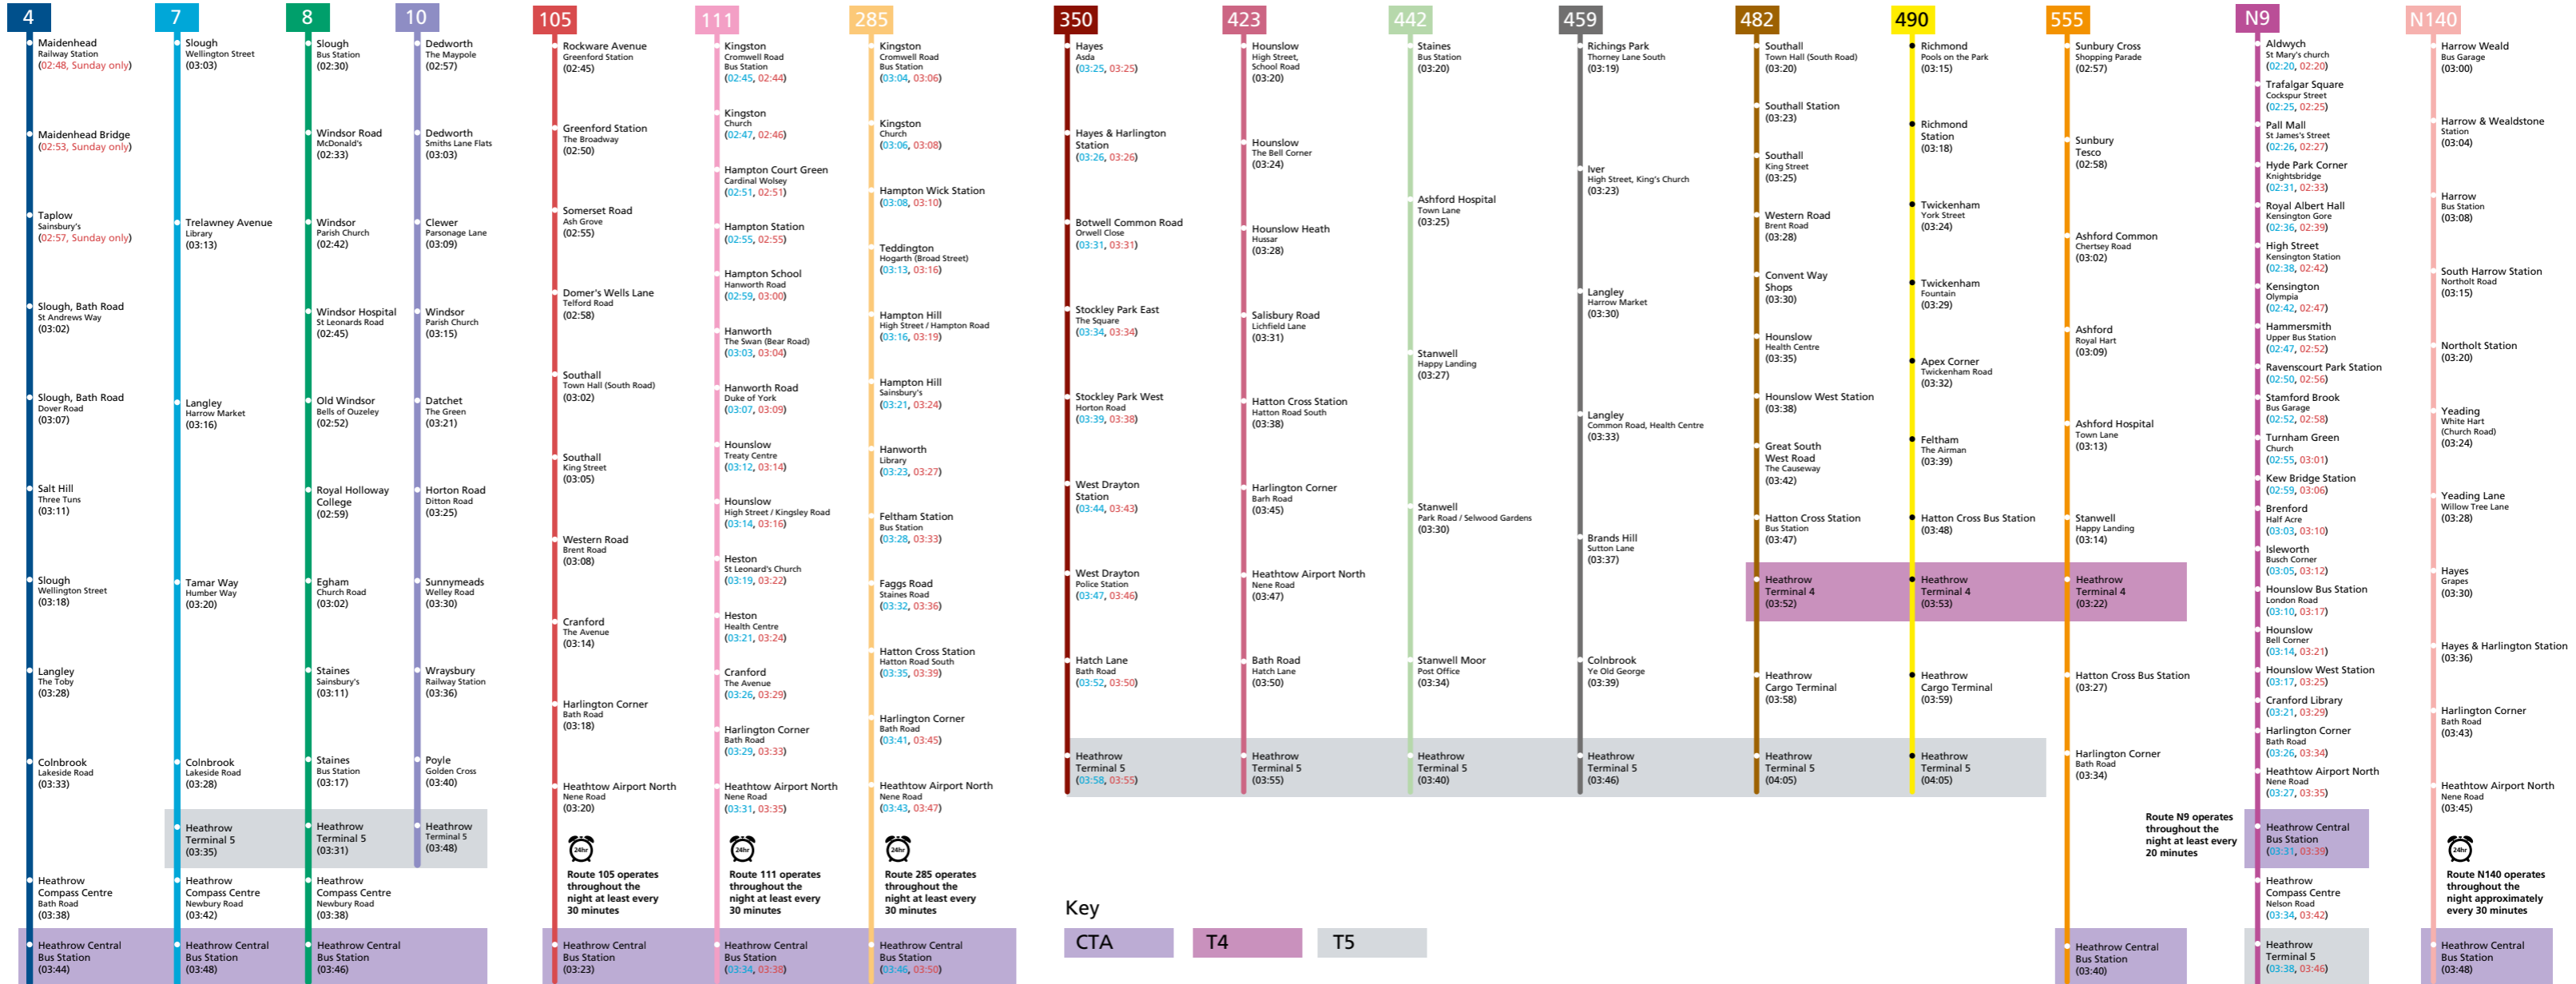 4
Maidenhead
Railway Station
(02:48, Sunday only)
Maidenhead Bridge
(02:53, Sunday only)
Taplow
Sainsbury's
(02:57, Sunday only)
Slough, Bath Road
St Andrews Way
(03:02)
Slough, Bath Road
Dover Road
(03:07)
Salt Hill
Three Tuns
(03:11)
Slough
Wellington Street
(03:18)
Langley
The Toby
(03:28)
Colnbrook
Lakeside Road
(03:33)
Heathrow
Compass Centre
Bath Road
(03:38)
Heathrow Central
Bus Station
(03:44)
7
Slough
Wellington Street
(03:03)
Trelawney Avenue
Library
(03:13)
Langley
Harrow Market
(03:16)
Tamar Way
Humber Way
(03:20)
Colnbrook
Lakeside Road
(03:28)
Heathrow
Terminal 5
(03:35)
Heathrow
Compass Centre
Newbury Road
(03:42)
Heathrow Central
Bus Station
(03:48)
8
Slough
Bus Station
(02:30)
Windsor Road
McDonald's
(02:33)
Windsor
Parish Church
(02:42)
Windsor Hospital
St Leonards Road
(02:45)
Old Windsor
Bells of Ouzeley
(02:52)
Royal Holloway
College
(02:59)
Egham
Church Road
(03:02)
Staines
Sainsbury's
(03:11)
Staines
Bus Station
(03:17)
Heathrow
Terminal 5
(03:31)
Heathrow
Compass Centre
Newbury Road
(03:38)
Heathrow Central
Bus Station
(03:46)
10
Dedworth
The Maypole
(02:57)
Dedworth
Smiths Lane Flats
(03:03)
Clewer
Parsonage Lane
(03:09)
Windsor
Parish Church
(03:15)
Datchet
The Green
(03:21)
Horton Road
Ditton Road
(03:25)
Sunnymeads
Welley Road
(03:30)
Wraysbury
Railway Station
(03:36)
Poyle
Golden Cross
(03:40)
Heathrow
Terminal 5
(03:48)
105
Rockware Avenue
Greenford Station
(02:45)
Greenford Station
The Broadway
(02:50)
Somerset Road
Ash Grove
(02:55)
Domer's Wells Lane
Telford Road
(02:58)
Southall
Town Hall (South Road)
(03:02)
Southall
King Street
(03:05)
Western Road
Brent Road
(03:08)
Cranford
The Avenue
(03:14)
Harlington Corner
Bath Road
(03:18)
Heathtow Airport North
Nene Road
(03:20)
24hr
Route 105 operates
throughout the
night at least every
30 minutes
Heathrow Central
Bus Station
(03:23)
111
Kingston
Cromwell Road
Bus Station
(02:45, 02:44)
Kingston
Church
(02:47, 02:46)
Hampton Court Green
Cardinal Wolsey
(02:51, 02:51)
Hampton Station
(02:55, 02:55)
Hampton School
Hanworth Road
(02:59, 03:00)
Hanworth
The Swan (Bear Road)
(03:03, 03:04)
Hanworth Road
Duke of York
(03:07, 03:09)
Hounslow
Treaty Centre
(03:12, 03:14)
Hounslow
High Street / Kingsley Road
(03:14, 03:16)
Heston
St Leonard's Church
(03:19, 03:22)
Heston
Health Centre
(03:21, 03:24)
Cranford
The Avenue
(03:26, 03:29)
Harlington Corner
Bath Road
(03:29, 03:33)
Heathtow Airport North
Nene Road
(03:31, 03:35)
24hr
Route 111 operates
throughout the
night at least every
30 minutes
Heathrow Central
Bus Station
(03:34, 03:38)
285
Kingston
Cromwell Road
Bus Station
(03:04, 03:06)
Kingston
Church
(03:06, 03:08)
Hampton Wick Station
(03:08, 03:10)
Teddington
Hogarth (Broad Street)
(03:13, 03:16)
Hampton Hill
High Street / Hampton Road
(03:16, 03:19)
Hampton Hill
Sainsbury's
(03:21, 03:24)
Hanworth
Library
(03:23, 03:27)
Feltham Station
Bus Station
(03:28, 03:33)
Faggs Road
Staines Road
(03:32, 03:36)
Hatton Cross Station
Hatton Road South
(03:35, 03:39)
Harlington Corner
Bath Road
(03:41, 03:45)
Heathtow Airport North
Nene Road
(03:43, 03:47)
24hr
Route 285 operates
throughout the
night at least every
30 minutes
Heathrow Central
Bus Station
(03:46, 03:50)
350
Hayes
Asda
(03:25, 03:25)
Hayes & Harlington
Station
(03:26, 03:26)
Botwell Common Road
Orwell Close
(03:31, 03:31)
Stockley Park East
The Square
(03:34, 03:34)
Stockley Park West
Horton Road
(03:39, 03:38)
West Drayton
Station
(03:44, 03:43)
West Drayton
Police Station
(03:47, 03:46)
Hatch Lane
Bath Road
(03:52, 03:50)
Heathrow
Terminal 5
(03:58, 03:55)
423
Hounslow
High Street,
School Road
(03:20)
Hounslow
The Bell Corner
(03:24)
Hounslow Heath
Hussar
(03:28)
Salisbury Road
Lichfield Lane
(03:31)
Hatton Cross Station
Hatton Road South
(03:38)
Harlington Corner
Barh Road
(03:45)
Heathtow Airport North
Nene Road
(03:47)
Bath Road
Hatch Lane
(03:50)
Heathrow
Terminal 5
(03:55)
442
Staines
Bus Station
(03:20)
Ashford Hospital
Town Lane
(03:25)
Stanwell
Happy Landing
(03:27)
Stanwell
Park Road / Selwood Gardens
(03:30)
Stanwell Moor
Post Office
(03:34)
Heathrow
Terminal 5
(03:40)
459
Richings Park
Thorney Lane South
(03:19)
Iver
High Street, King's Church
(03:23)
Langley
Harrow Market
(03:30)
Langley
Common Road, Health Centre
(03:33)
Brands Hill
Sutton Lane
(03:37)
Colnbrook
Ye Old George
(03:39)
Heathrow
Terminal 5
(03:46)
482
Southall
Town Hall (South Road)
(03:20)
Southall Station
(03:23)
Southall
King Street
(03:25)
Western Road
Brent Road
(03:28)
Convent Way
Shops
(03:30)
Hounslow
Health Centre
(03:35)
Hounslow West Station
(03:38)
Great South
West Road
The Causeway
(03:42)
Hatton Cross Station
Bus Station
(03:47)
Heathrow
Terminal 4
(03:52)
Heathrow
Cargo Terminal
(03:58)
Heathrow
Terminal 5
(04:05)
490
Richmond
Pools on the Park
(03:15)
Richmond
Station
(03:18)
Twickenham
York Street
(03:24)
Twickenham
Fountain
(03:29)
Apex Corner
Twickenham Road
(03:32)
Feltham
The Airman
(03:39)
Hatton Cross Bus Station
(03:48)
Heathrow
Terminal 4
(03:53)
Heathrow
Cargo Terminal
(03:59)
Heathrow
Terminal 5
(04:05)
555
Sunbury Cross
Shopping Parade
(02:57)
Sunbury
Tesco
(02:58)
Ashford Common
Chertsey Road
(03:02)
Ashford
Royal Hart
(03:09)
Ashford Hospital
Town Lane
(03:13)
Stanwell
Happy Landing
(03:14)
Heathrow
Terminal 4
(03:22)
Hatton Cross Bus Station
(03:27)
Harlington Corner
Bath Road
(03:34)
Heathrow Central
Bus Station
(03:40)
N9
Aldwych
St Mary's church
(02:20, 02:20)
Trafalgar Square
Cockspur Street
(02:25, 02:25)
Pall Mall
St James's Street
(02:26, 02:27)
Hyde Park Corner
Knightsbridge
(02:31, 02:33)
Royal Albert Hall
Kensington Gore
(02:36, 02:39)
High Street
Kensington Station
(02:38, 02:42)
Kensington
Olympia
(02:42, 02:47)
Hammersmith
Upper Bus Station
(02:47, 02:52)
Ravenscourt Park Station
(02:50, 02:56)
Stamford Brook
Bus Garage
(02:52, 02:58)
Turnham Green
Church
(02:55, 03:01)
Kew Bridge Station
(02:59, 03:06)
Brenford
Half Acre
(03:03, 03:10)
Isleworth
Busch Corner
(03:05, 03:12)
Hounslow Bus Station
London Road
(03:10, 03:17)
Hounslow
Bell Corner
(03:14, 03:21)
Hounslow West Station
(03:17, 03:25)
Cranford Library
(03:21, 03:29)
Harlington Corner
Bath Road
(03:26, 03:34)
Heathtow Airport North
Nene Road
(03:27, 03:35)
Route N9 operates
throughout the
night at least every
20 minutes
Heathrow Central
Bus Station
(03:31, 03:39)
Heathrow
Compass Centre
Nelson Road
(03:34, 03:42)
Heathrow
Terminal 5
(03:38, 03:46)
N140
Harrow Weald
Bus Garage
(03:00)
Harrow & Wealdstone
Station
(03:04)
Harrow
Bus Station
(03:08)
South Harrow Station
Northolt Road
(03:15)
Northolt Station
(03:20)
Yeading
White Hart
(Church Road)
(03:24)
Yeading Lane
Willow Tree Lane
(03:28)
Hayes
Grapes
(03:30)
Hayes & Harlington Station
(03:36)
Harlington Corner
Bath Road
(03:43)
Heathtow Airport North
Nene Road
(03:45)
24hr
Route N140 operates
throughout the
night approximately
every 30 minutes
Heathrow Central
Bus Station
(03:48)
Key
CTA
T4
T5